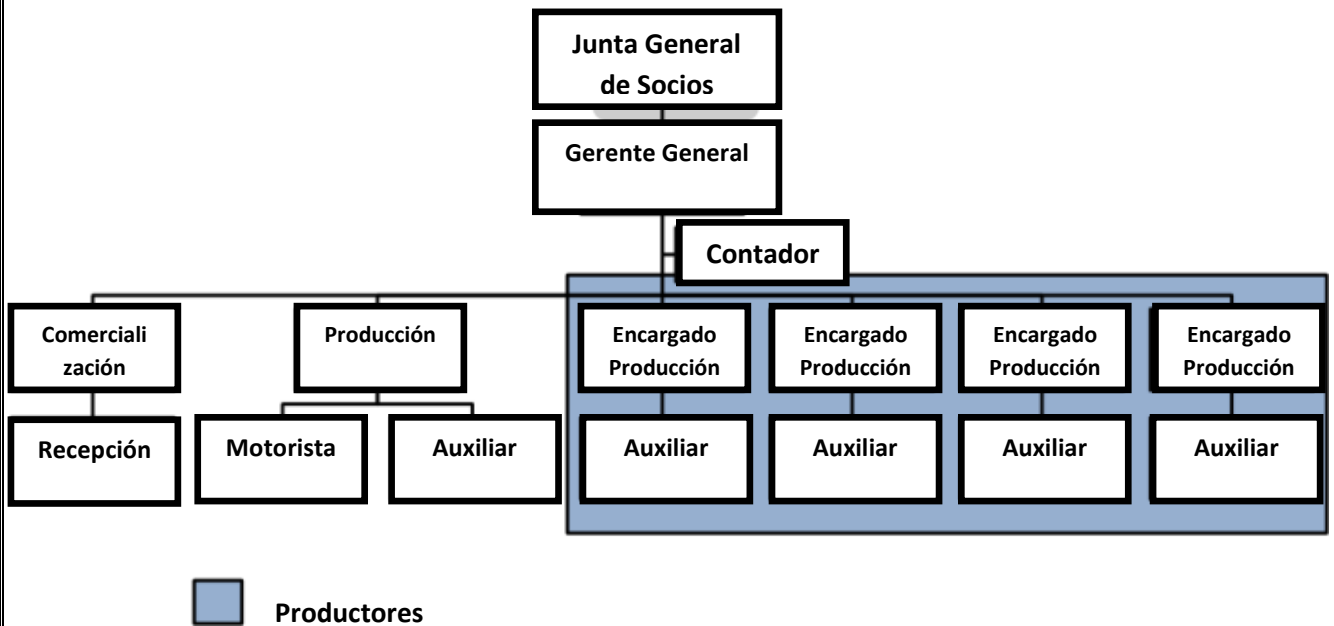 Junta General
de Socios
Gerente General
Contador
Comerciali
zación
Producción
Encargado
Producción
Encargado
Producción
Encargado
Producción
Encargado
Producción
Recepción
Motorista
Auxiliar
Auxiliar
Auxiliar
Auxiliar
Auxiliar
Productores